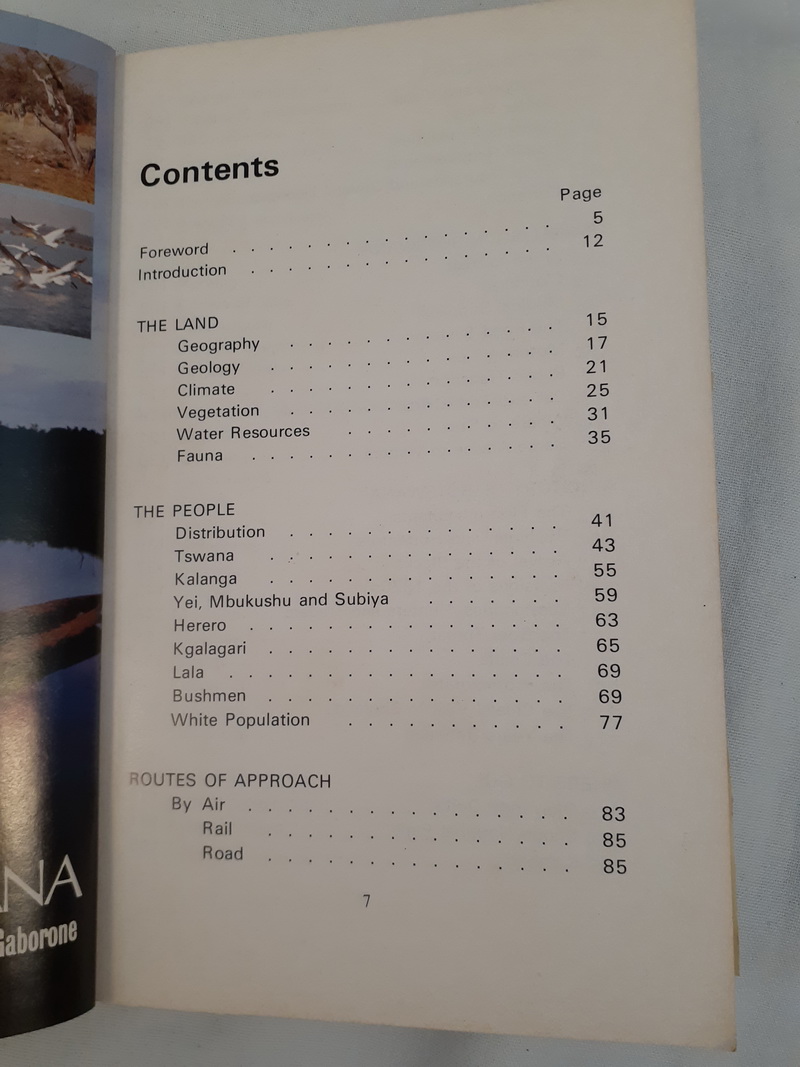 Contents
Page
Foreword . . . . . . . . . . . . . . . . . 5
Introduction . . . . . . . . . . . . . . . . 12
THE LAND
Geography . . . . . . . . . . . . . . 15
Geology . . . . . . . . . . . . . . . 17
Climate . . . . . . . . . . . . . . . 21
Vegetation . . . . . . . . . . . . . . 25
Water Resources . . . . . . . . . . . 31
Fauna . . . . . . . . . . . . . . . . 35
THE PEOPLE
Distribution . . . . . . . . . . . . . . 41
Tswana . . . . . . . . . . . . . . . 43
Kalanga . . . . . . . . . . . . . . . 55
Yei, Mbukushu and Subiya . . . . . . . 59
Herero . . . . . . . . . . . . . . . . 63
Kgalagari . . . . . . . . . . . . . . . 65
Lala . . . . . . . . . . . . . . . . . 69
Bushmen . . . . . . . . . . . . . . . 69
White Population . . . . . . . . . . . 77
ROUTES OF APPROACH
By Air . . . . . . . . . . . . . . . . 83
Rail . . . . . . . . . . . . . . . 85
Road . . . . . . . . . . . . . . . 85
7
ANA
Gaborone